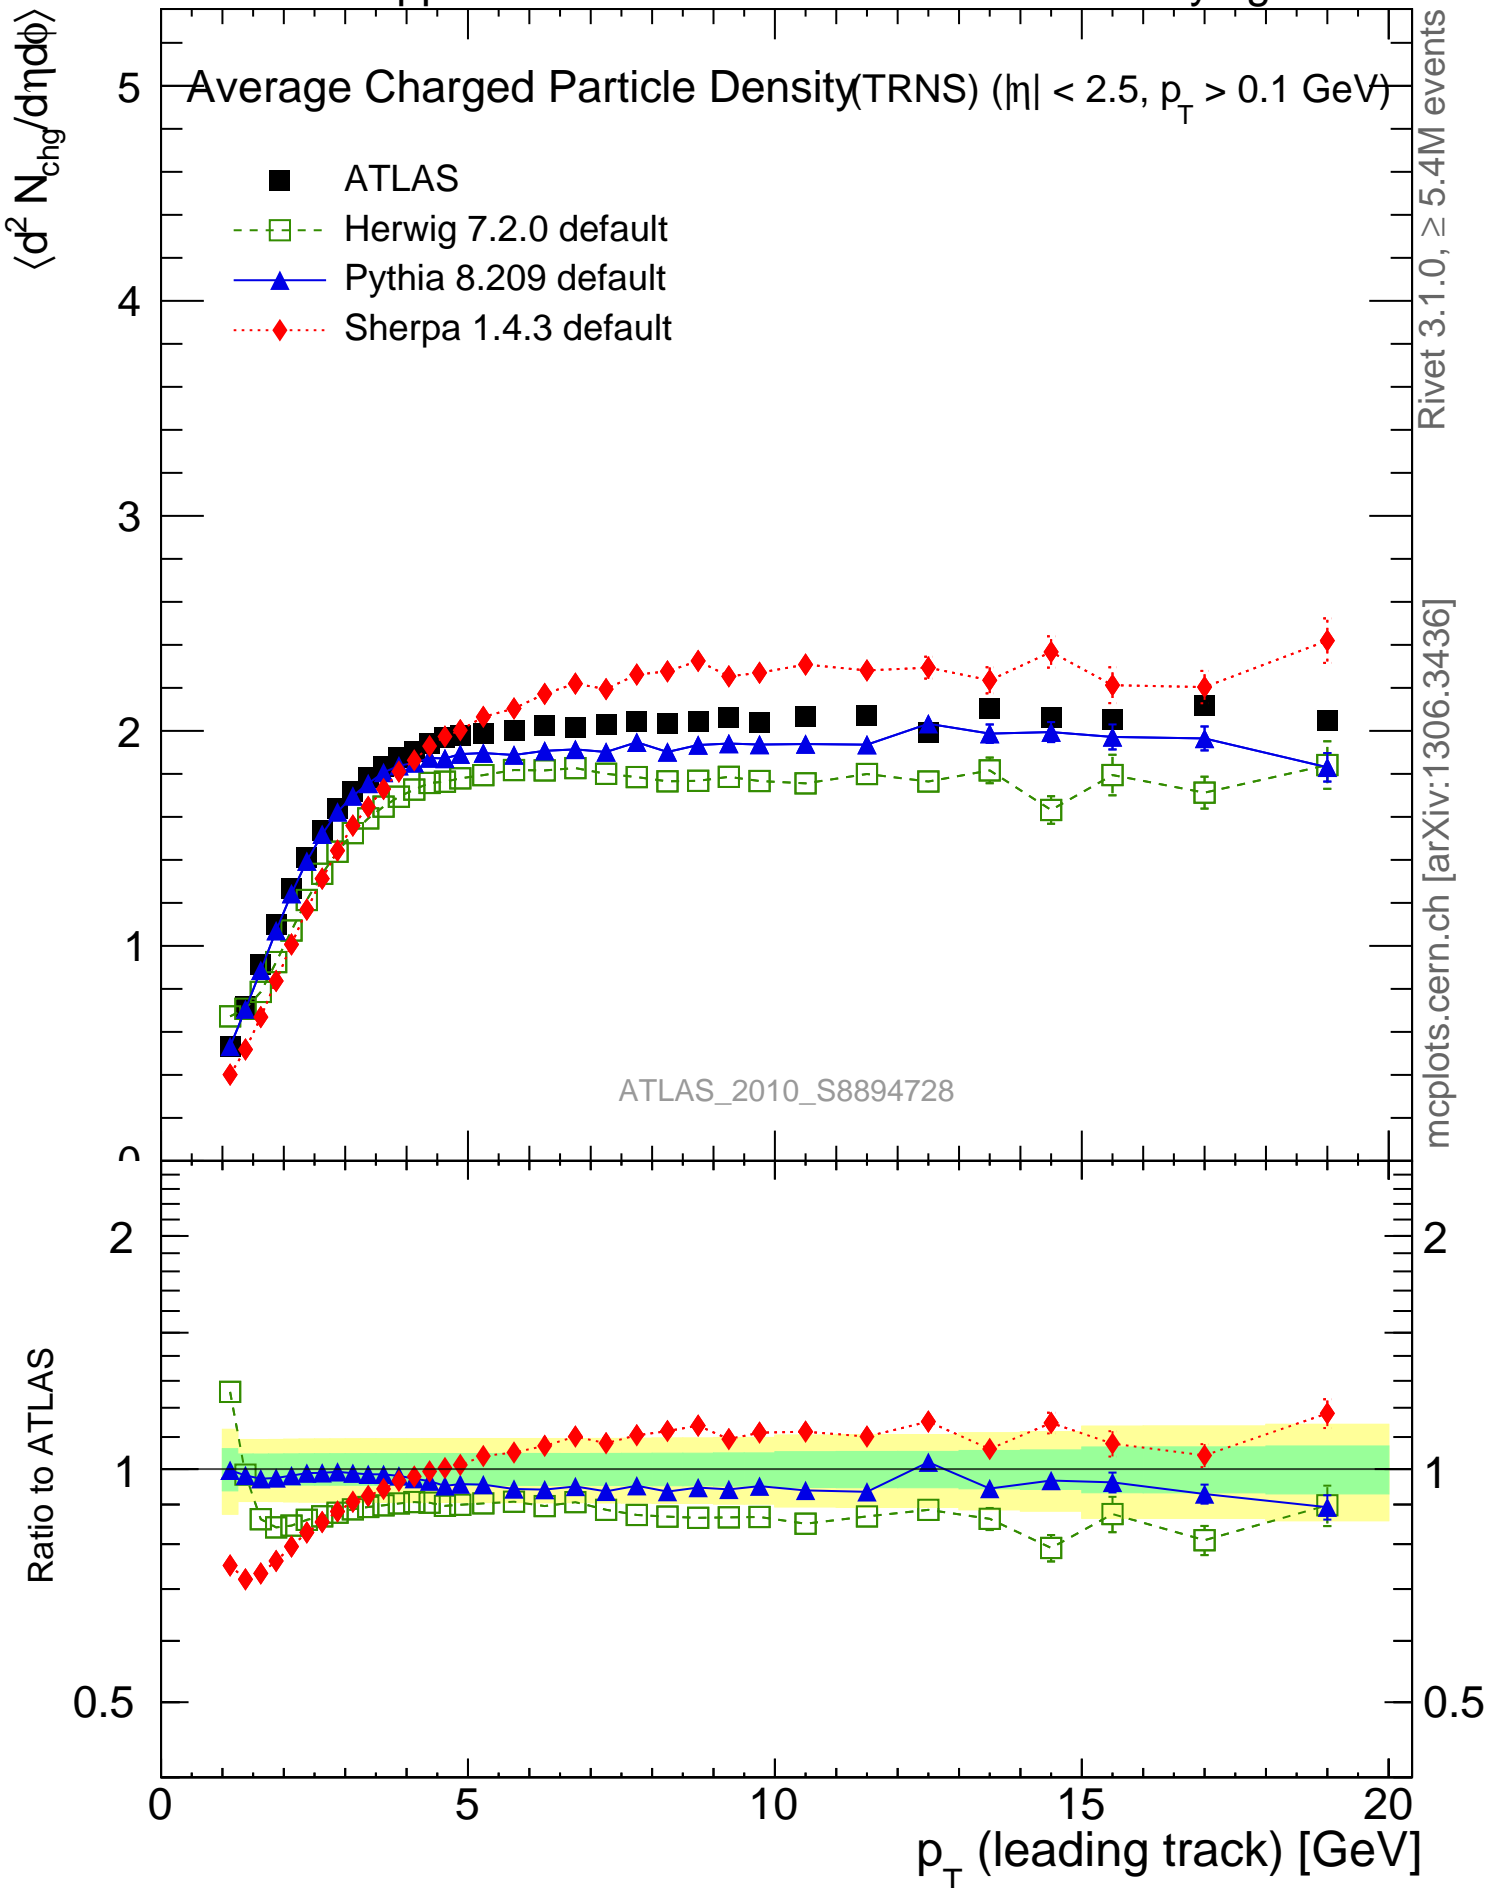 Average Charged Particle Density (TRNS) (|η| < 2.5, p_T > 0.1 GeV)
⟨d² N_chg/dηdϕ⟩
ATLAS
Herwig 7.2.0 default
Pythia 8.209 default
Sherpa 1.4.3 default
5
4
3
2
1
0
ATLAS_2010_S8894728
Rivet 3.1.0, ≥ 5.4M events
mcplots.cern.ch [arXiv:1306.3436]
Ratio to ATLAS
2
1
0.5
2
1
0.5
0 5 10 15 20
p_T (leading track) [GeV]